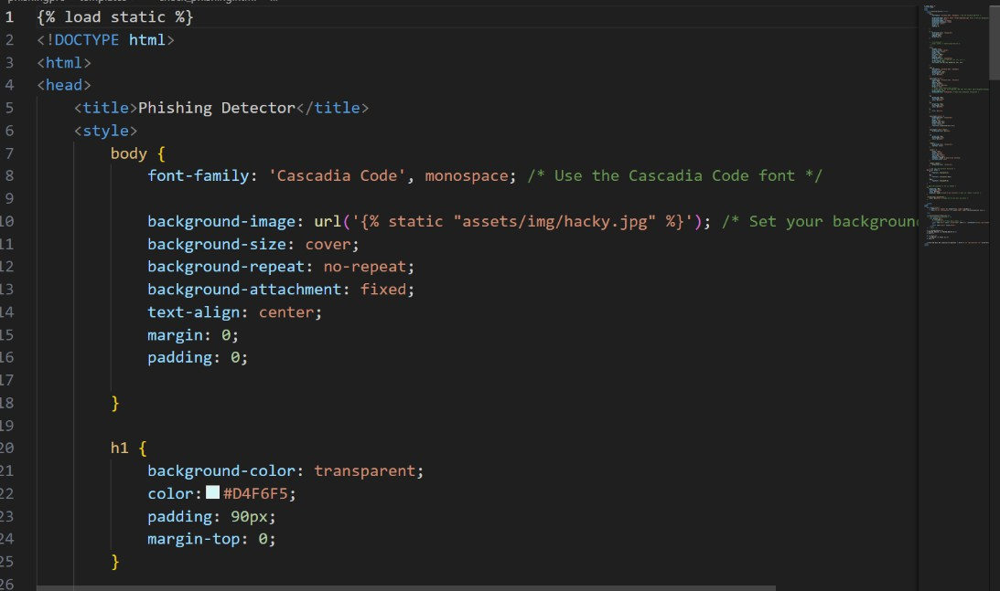 1 {% load static %}
2 <!DOCTYPE html>
3 <html>
4 <head>
5 <title>Phishing Detector</title>
6 <style>
7 body {
8 font-family: 'Cascadia Code', monospace; /* Use the Cascadia Code font */
9
10 background-image: url('{% static "assets/img/hacky.jpg" %}'); /* Set your background
11 background-size: cover;
12 background-repeat: no-repeat;
13 background-attachment: fixed;
14 text-align: center;
15 margin: 0;
16 padding: 0;
17
18 }
19
20 h1 {
21 background-color: transparent;
22 color: #D4F6F5;
23 padding: 90px;
24 margin-top: 0;
25 }
26